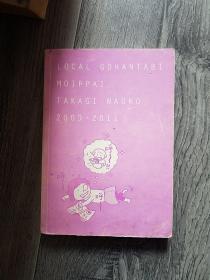 LOCAL GOHANTABI
MOIPPAI
TAKAGI NAOKO
2003-2011